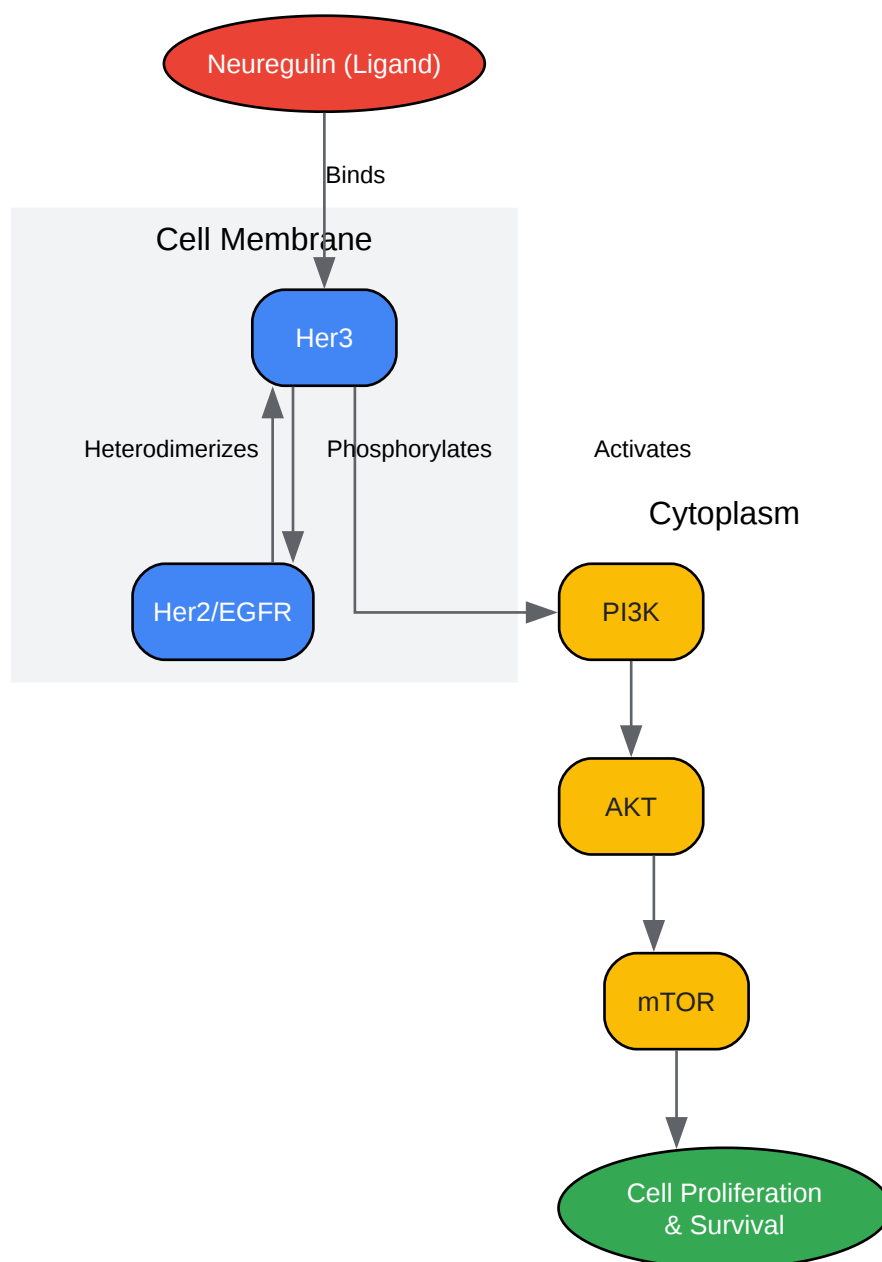 Neuregulin (Ligand)
Binds
Cell Membrane
Her3
Heterodimerizes
Phosphorylates
Activates
Cytoplasm
Her2/EGFR
PI3K
AKT
mTOR
Cell Proliferation
& Survival